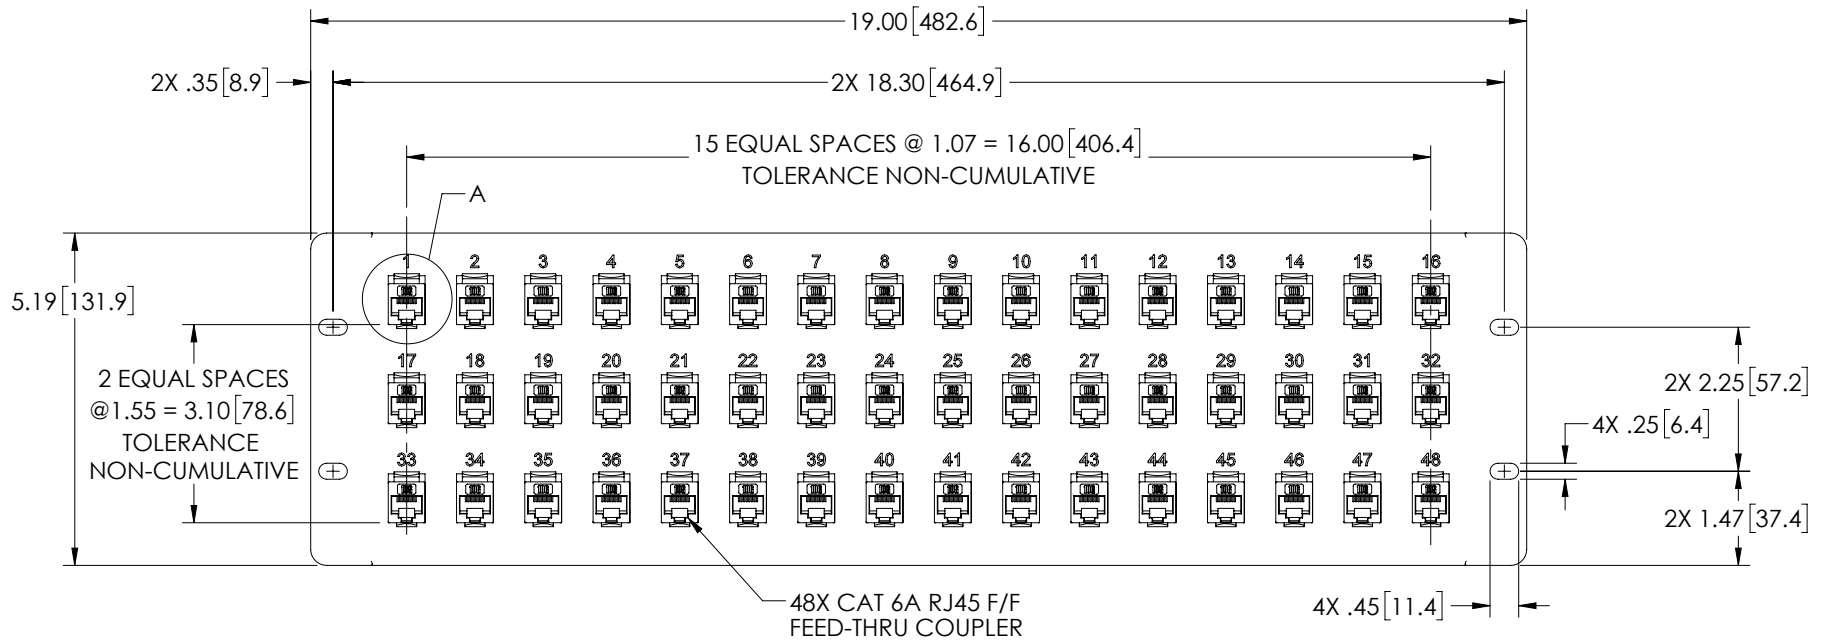 19.00[482.6]
2X .35[8.9]
2X 18.30[464.9]
15 EQUAL SPACES @ 1.07 = 16.00[406.4]
TOLERANCE NON-CUMULATIVE
A
1 2 3 4 5 6 7 8 9 10 11 12 13 14 15 16
5.19[131.9]
17 18 19 20 21 22 23 24 25 26 27 28 29 30 31 32
2 EQUAL SPACES
@1.55 = 3.10[78.6]
TOLERANCE
NON-CUMULATIVE
2X 2.25[57.2]
4X .25[6.4]
33 34 35 36 37 38 39 40 41 42 43 44 45 46 47 48
2X 1.47[37.4]
48X CAT 6A RJ45 F/F
FEED-THRU COUPLER
4X .45[11.4]